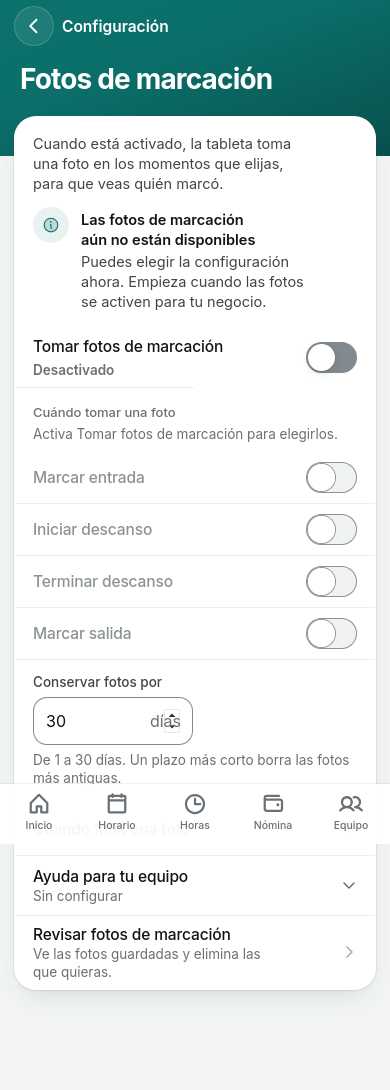 Configuración
Fotos de marcación
Cuando está activado, la tableta toma
una foto en los momentos que elijas,
para que veas quién marcó.
Las fotos de marcación
aún no están disponibles
Puedes elegir la configuración
ahora. Empieza cuando las fotos
se activen para tu negocio.
Tomar fotos de marcación
Desactivado
Cuándo tomar una foto
Activa Tomar fotos de marcación para elegirlos.
Marcar entrada
Iniciar descanso
Terminar descanso
Marcar salida
Conservar fotos por
30 días
De 1 a 30 días. Un plazo más corto borra las fotos
más antiguas.
Inicio Horario Horas Nómina Equipo
Ayuda para tu equipo
Sin configurar
Revisar fotos de marcación
Ve las fotos guardadas y elimina las
que quieras.